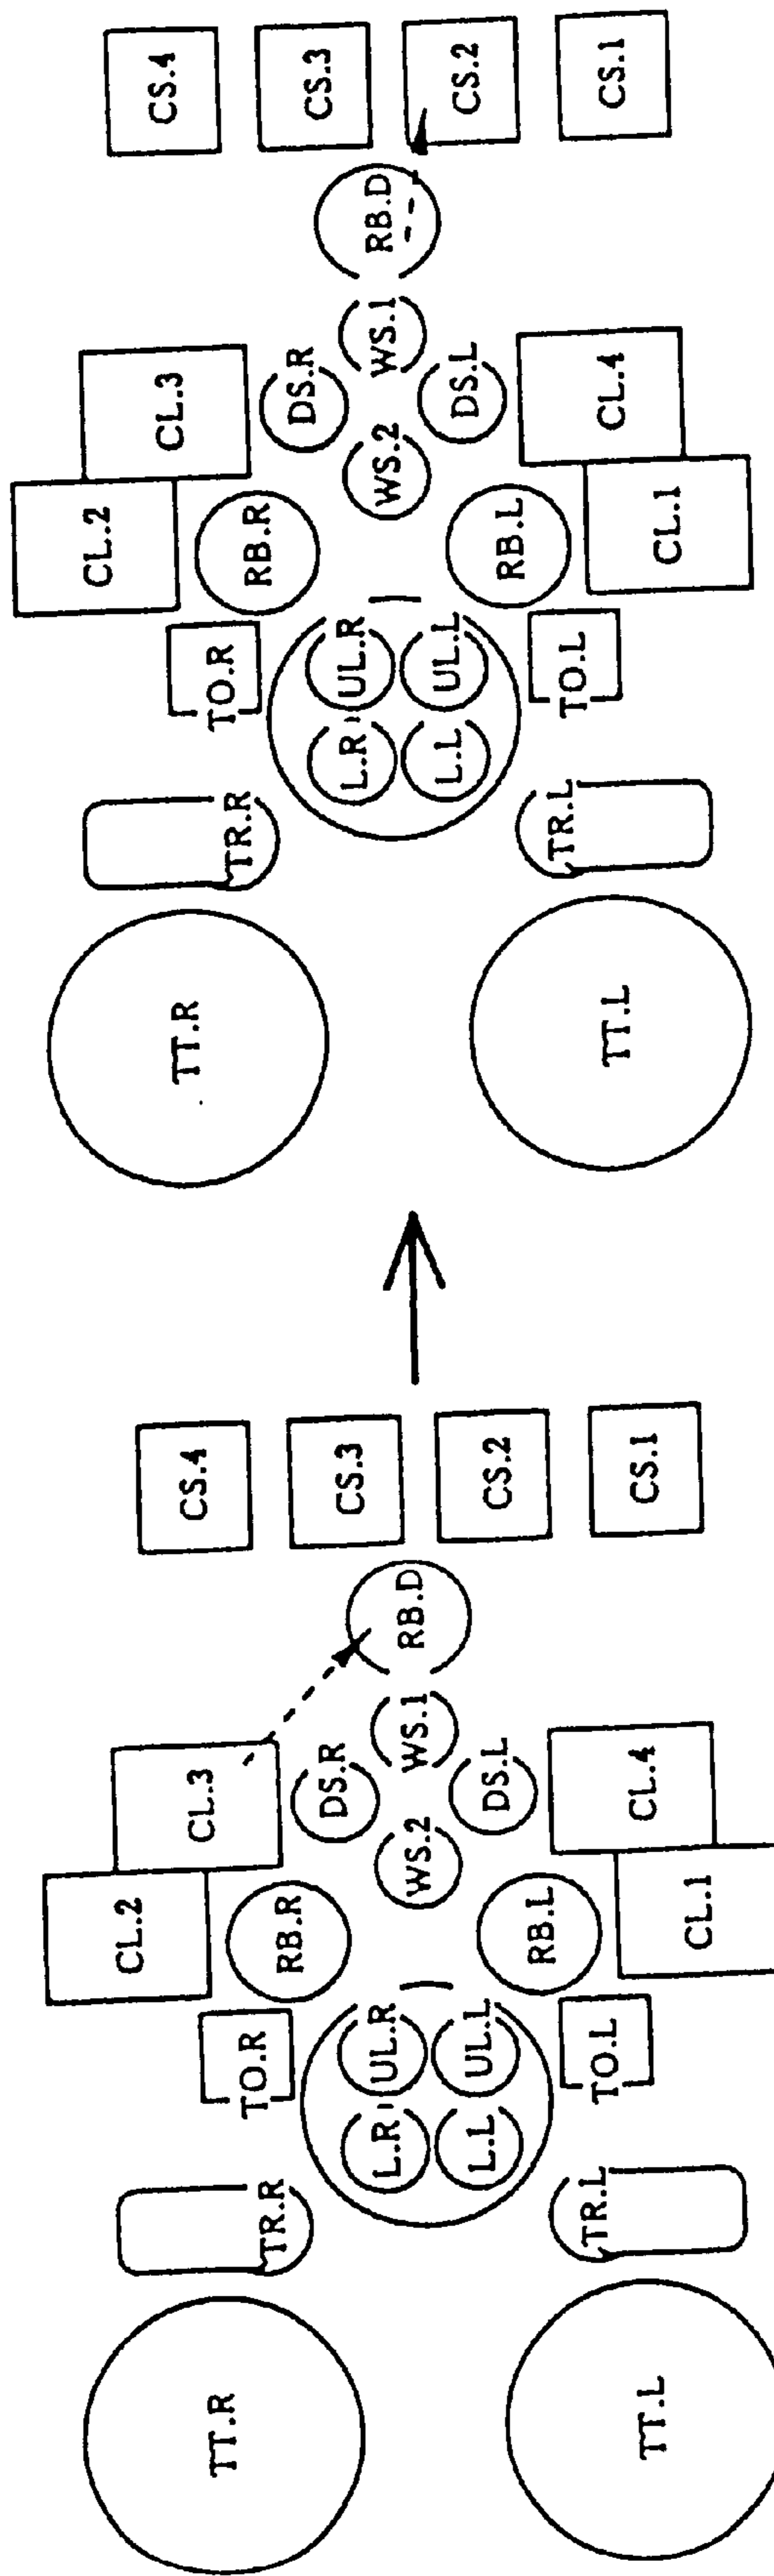 TT.R
TR.R
TO.R
CL.2
CL.3
CS.4
L.R
UL.R
RB.R
DS.R
CS.3
WS.2
WS.1
RB.D
L.L
UL.L
RB.L
DS.L
CS.2
TT.L
TR.L
TO.L
CL.1
CL.4
CS.1
TT.R
TR.R
TO.R
CL.2
CL.3
CS.4
L.R
UL.R
RB.R
DS.R
CS.3
WS.2
WS.1
RB.D
L.L
UL.L
RB.L
DS.L
CS.2
TT.L
TR.L
TO.L
CL.1
CL.4
CS.1